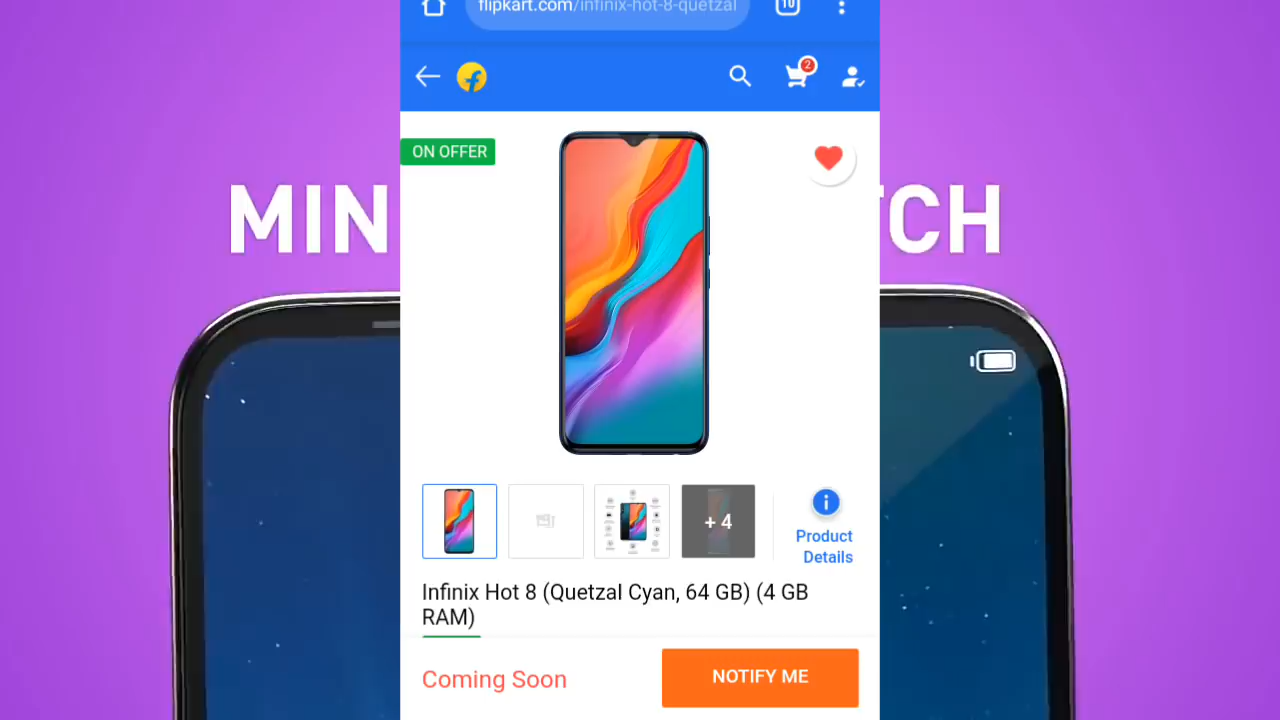 flipkart.com/infinix-hot-8-quetzal
10
2
ON OFFER
MIN
TCH
+ 4
Product
Details
Infinix Hot 8 (Quetzal Cyan, 64 GB) (4 GB
RAM)
Coming Soon
NOTIFY ME